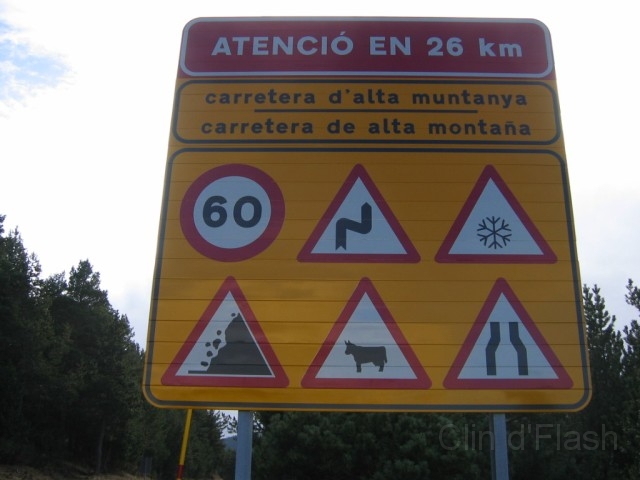 ATENCIÓ EN 26 km
carretera d'alta muntanya
carretera de alta montaña
60
Clin d'Flash